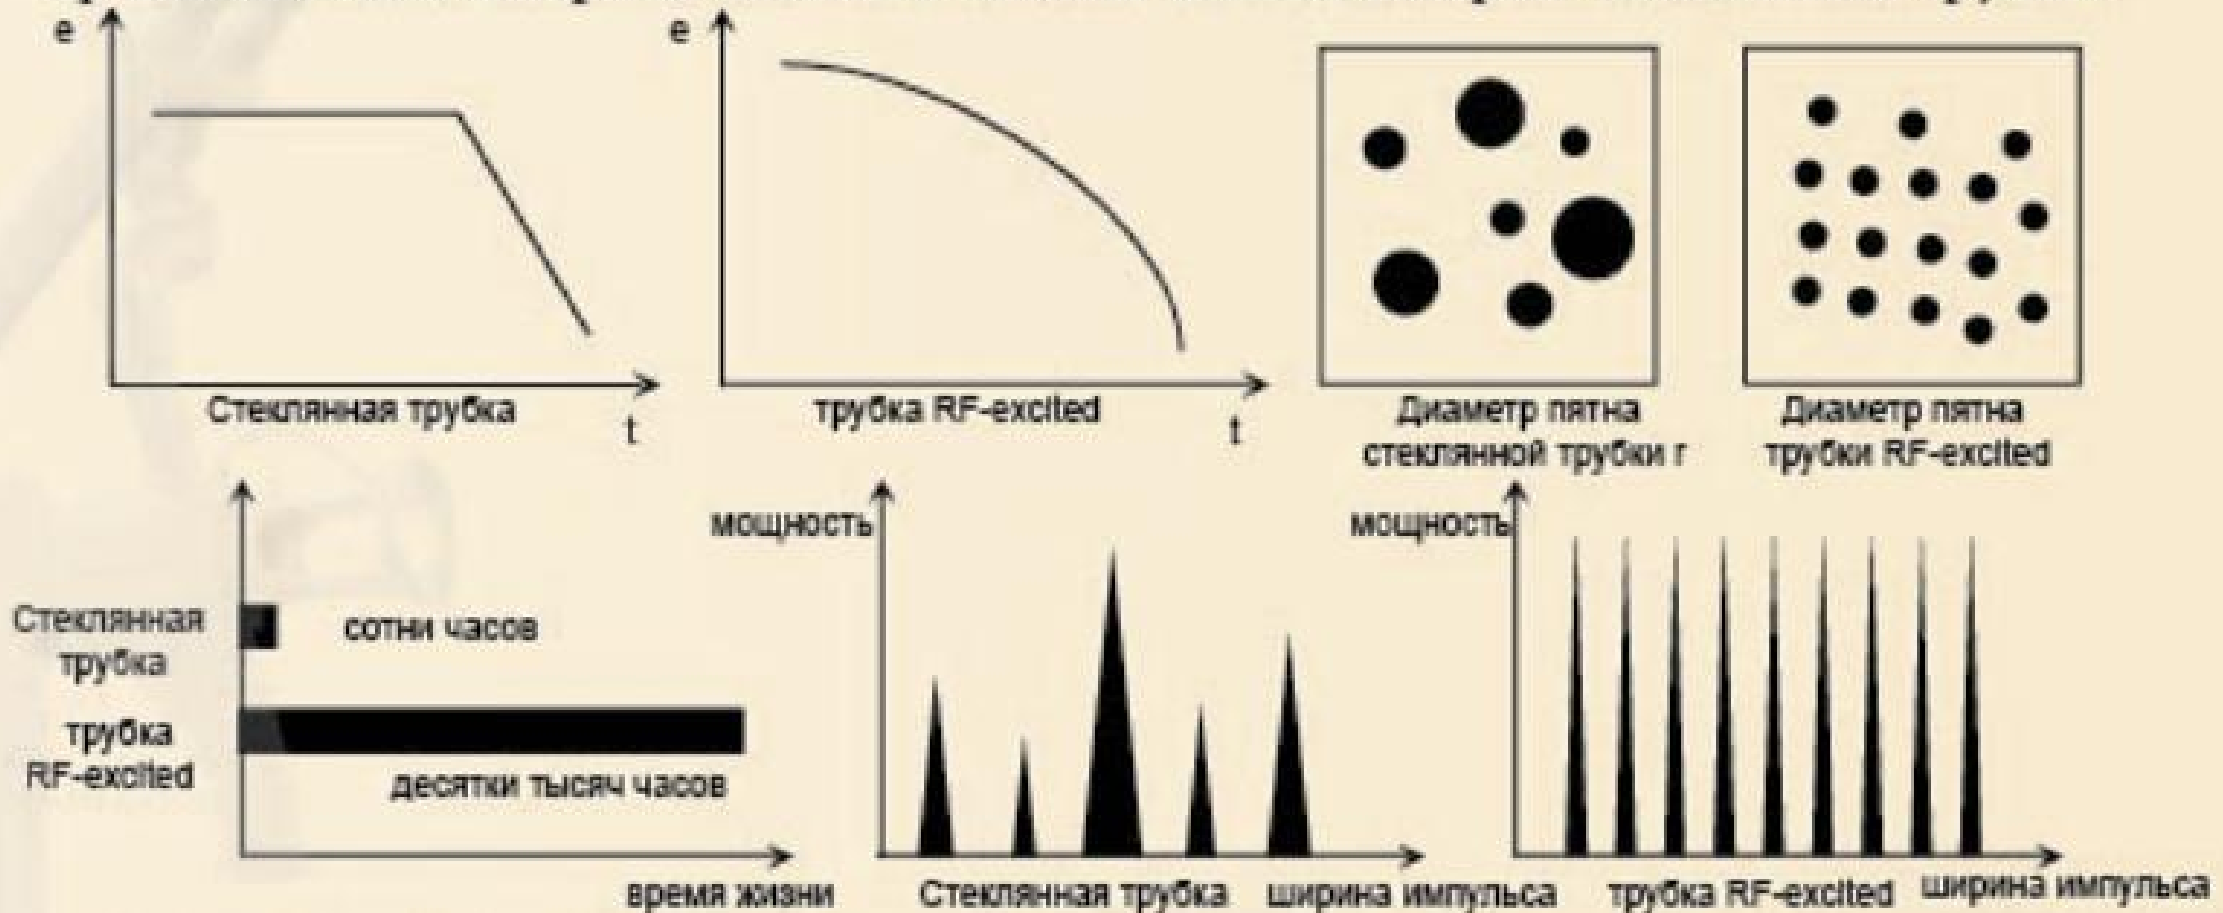 e
e
Стеклянная трубка
t
трубка RF-excited
t
Диаметр пятна
стеклянной трубки r
Диаметр пятна
трубки RF-excited
мощность
мощность
Стеклянная
трубка
сотни часов
трубка
RF-excited
десятки тысяч часов
время жизни
Стеклянная трубка
ширина импульса
трубка RF-excited
ширина импульса